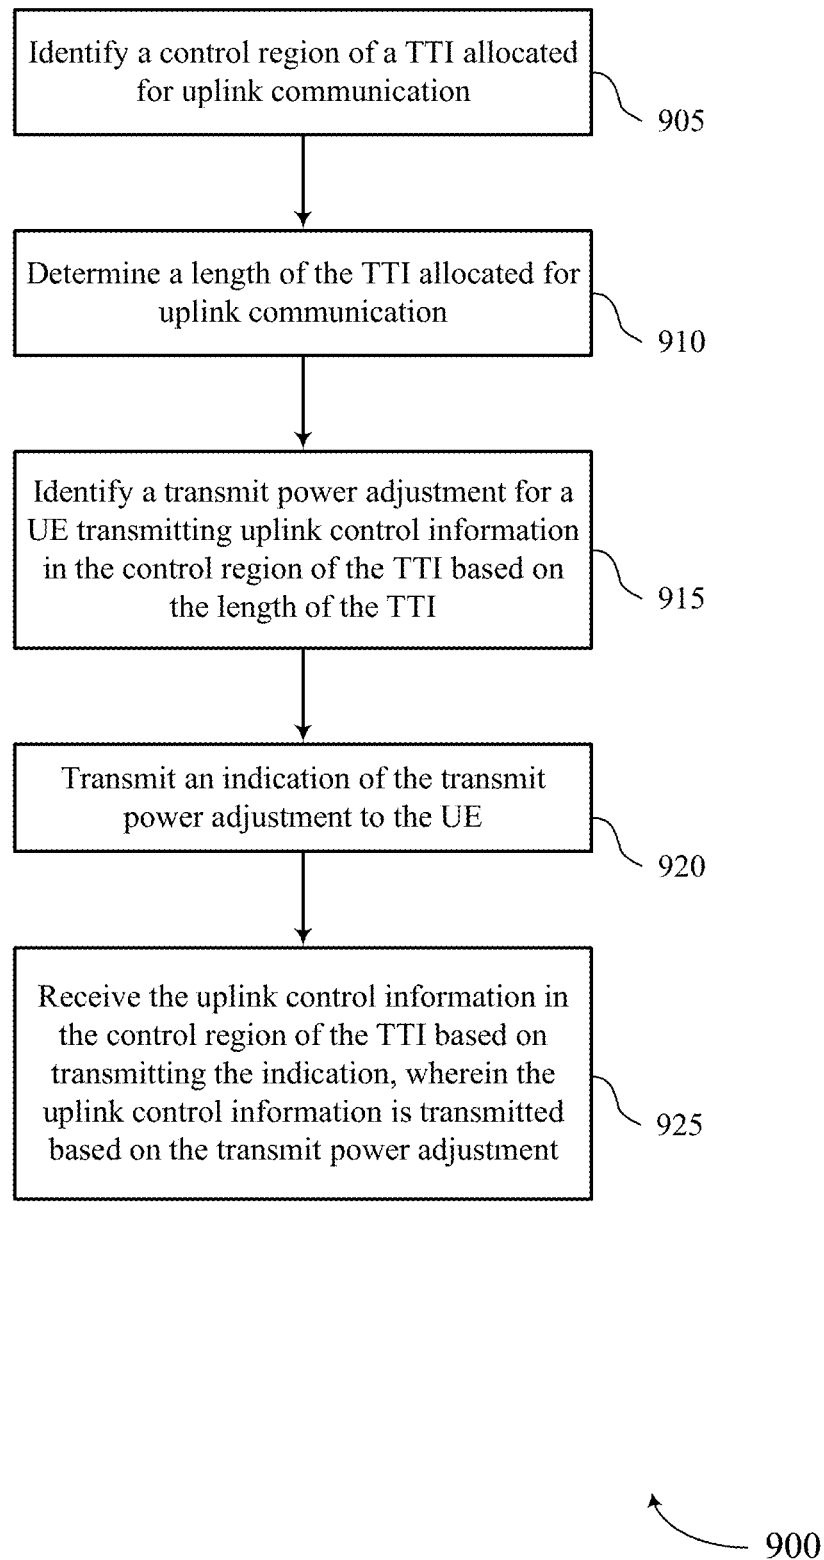 Identify a control region of a TTI allocated
for uplink communication
905
Determine a length of the TTI allocated for
uplink communication
910
Identify a transmit power adjustment for a
UE transmitting uplink control information
in the control region of the TTI based on
the length of the TTI
915
Transmit an indication of the transmit
power adjustment to the UE
920
Receive the uplink control information in
the control region of the TTI based on
transmitting the indication, wherein the
uplink control information is transmitted
based on the transmit power adjustment
925
900